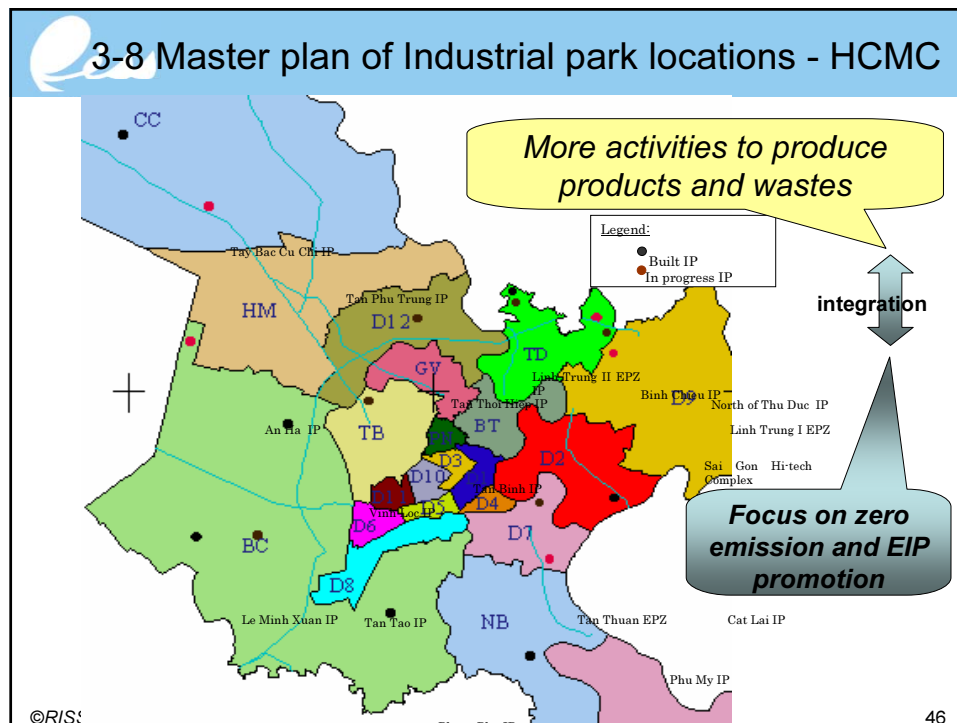 3-8 Master plan of Industrial park locations - HCMC
CC
More activities to produce
products and wastes
Legend:
Built IP
In progress IP
Tay Bac Cu Chi IP
integration
HM
Tan Phu Trung IP
D12
TD
GV
Linh Trung II EPZ
IP
Binh Chieu IP
D9
North of Thu Duc IP
Tan Thoi Hiep IP
An Ha IP
TB
BT
Linh Trung I EPZ
PN
D3
D2
Sai Gon Hi-tech
Complex
D10
D1
Tan Binh IP
D11
D5
D4
Vinh Loc IP
D6
D7
Focus on zero
emission and EIP
promotion
BC
D8
Le Minh Xuan IP
Tan Tao IP
NB
Tan Thuan EPZ
Cat Lai IP
Phu My IP
46